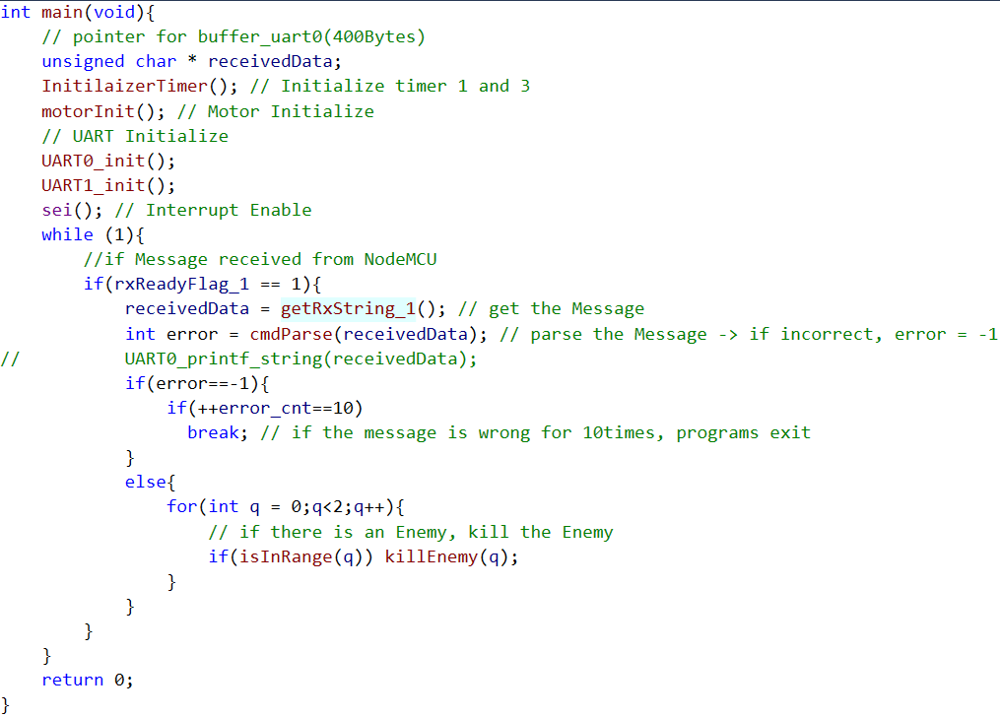 int main(void){
    // pointer for buffer_uart0(400Bytes)
    unsigned char * receivedData;
    InitilaizerTimer(); // Initialize timer 1 and 3
    motorInit(); // Motor Initialize
    // UART Initialize
    UART0_init();
    UART1_init();
    sei(); // Interrupt Enable
    while (1){
        //if Message received from NodeMCU
        if(rxReadyFlag_1 == 1){
            receivedData = getRxString_1(); // get the Message
            int error = cmdParse(receivedData); // parse the Message -> if incorrect, error = -1
//          UART0_printf_string(receivedData);
            if(error==-1){
                if(++error_cnt==10)
                  break; // if the message is wrong for 10times, programs exit
            }
            else{
                for(int q = 0;q<2;q++){
                    // if there is an Enemy, kill the Enemy
                    if(isInRange(q)) killEnemy(q);
                }
            }
        }
    }
    return 0;
}